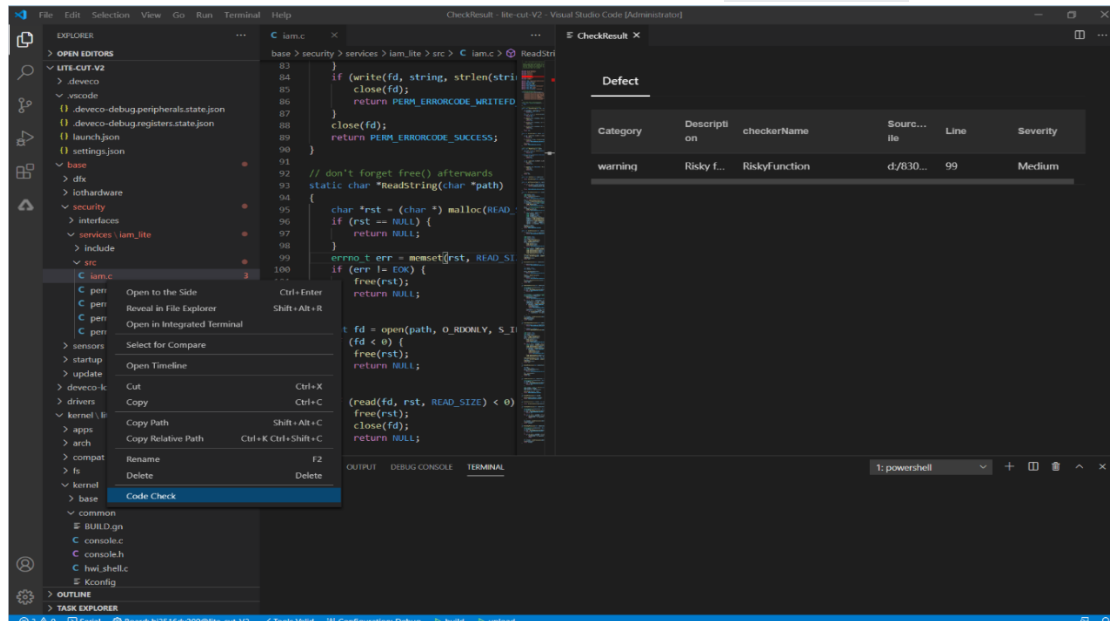 File Edit Selection View Go Run Terminal Help
CheckResult - lite-cut-V2 - Visual Studio Code [Administrator]
EXPLORER
OPEN EDITORS
LITE-CUT-V2
.deveco
.vscode
{} .deveco-debug.peripherals.state.json
{} .deveco-debug.registers.state.json
{} launch.json
{} settings.json
base
dfx
iothardware
security
interfaces
services \ iam_lite
include
src
C iam.c 3
C per
C per
C per
C per
sensors
startup
update
drivers
apps
arch
compat
fs
kernel
base
common
BUILD.gn
C console.c
C console.h
C hwi_shell.c
Kconfig
OUTLINE
TASK EXPLORER
Open to the Side Ctrl+Enter
Reveal in File Explorer Shift+Alt+R
Open in Integrated Terminal
Select for Compare
Open Timeline
Cut Ctrl+X
Copy Ctrl+C
Copy Path Shift+Alt+C
Copy Relative Path Ctrl+K Ctrl+Shift+C
Rename F2
Delete Delete
Code Check
C iam.c
base > security > services > iam_lite > src > C iam.c > ReadStri
83 }
84 if (write(fd, string, strlen(stri
85 close(fd);
86 return PERM_ERRORCODE_WRITEFD
87 }
88 close(fd);
89 return PERM_ERRORCODE_SUCCESS;
90 }
91
92 // don't forget free() afterwards
93 static char *ReadString(char *path)
94 {
95 char *rst = (char *) malloc(READ_
96 if (rst == NULL) {
97 return NULL;
98 }
99 errno_t err = memset(rst, READ_SI
100 if (err != EOK) {
free(rst);
return NULL;
t fd = open(path, O_RDONLY, S_I
(fd < 0) {
free(rst);
return NULL;
(read(fd, rst, READ_SIZE) < 0)
free(rst);
close(fd);
return NULL;
CheckResult
Defect
Category Descripti on checkerName Sourc... ile Line Severity
warning Risky f... RiskyFunction d:/830... 99 Medium
OUTPUT DEBUG CONSOLE TERMINAL
1: powershell